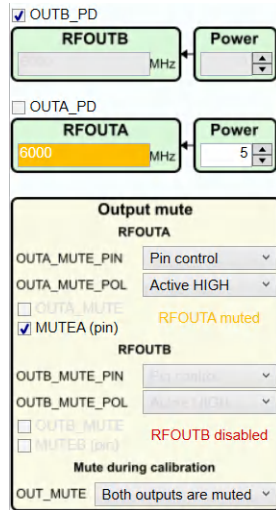 OUTB_PD
RFOUTB Power
6000 MHz
OUTA_PD
RFOUTA Power
6000 MHz 5
Output mute
RFOUTA
OUTA_MUTE_PIN Pin control
OUTA_MUTE_POL Active HIGH
OUTA_MUTE
RFOUTA muted
MUTEA (pin)
RFOUTB
OUTB_MUTE_PIN Pin control
OUTB_MUTE_POL Active HIGH
OUTB_MUTE
RFOUTB disabled
MUTEB (pin)
Mute during calibration
OUT_MUTE Both outputs are muted